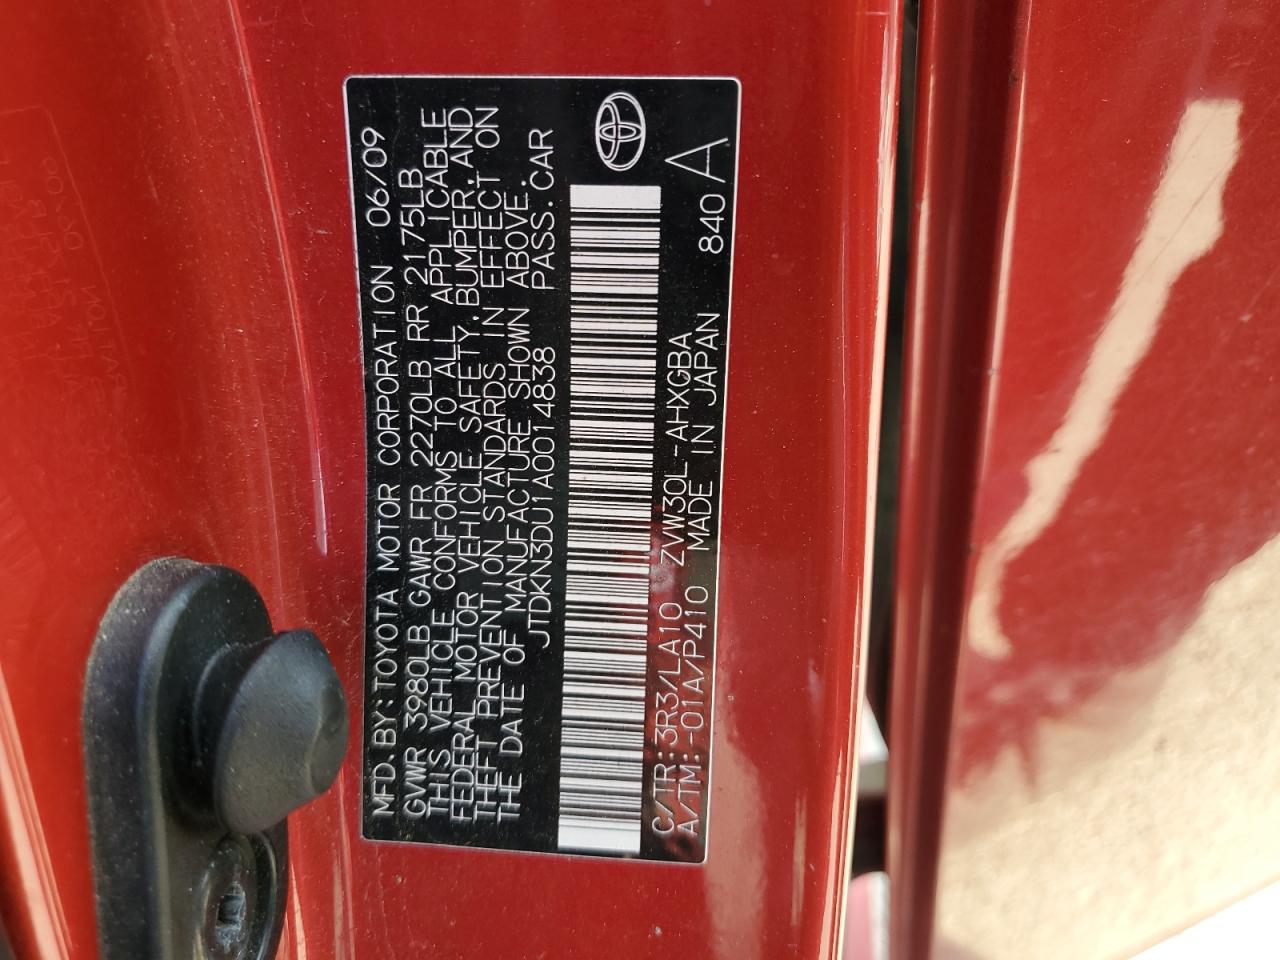 MFD. BY: TOYOTA MOTOR CORPORATION 06/09
GVWR 3980LB GAWR FR 2270LB RR 2175LB
THIS VEHICLE CONFORMS TO ALL APPLICABLE
FEDERAL MOTOR VEHICLE SAFETY, BUMPER, AND
THEFT PREVENTION STANDARDS IN EFFECT ON
THE DATE OF MANUFACTURE SHOWN ABOVE.
JTDKN3DU1A0014838 PASS. CAR
C/TR: 3R3/LA10 ZVW30L-AHXGBA
A/TM: -01A/P410 MADE IN JAPAN 840 A